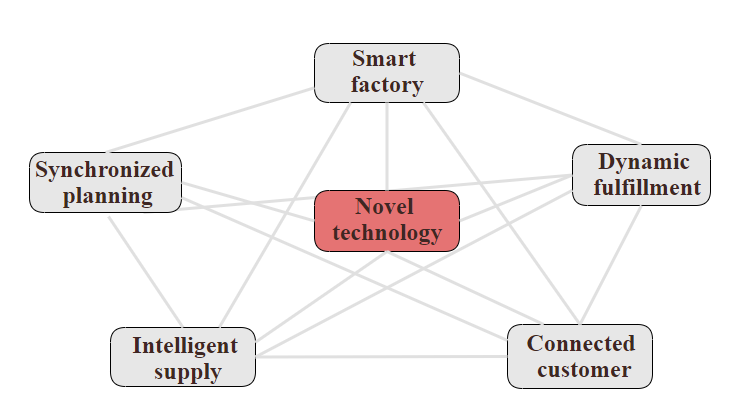 Smart
factory
Synchronized
planning
Dynamic
fulfillment
Novel
technology
Intelligent
supply
Connected
customer